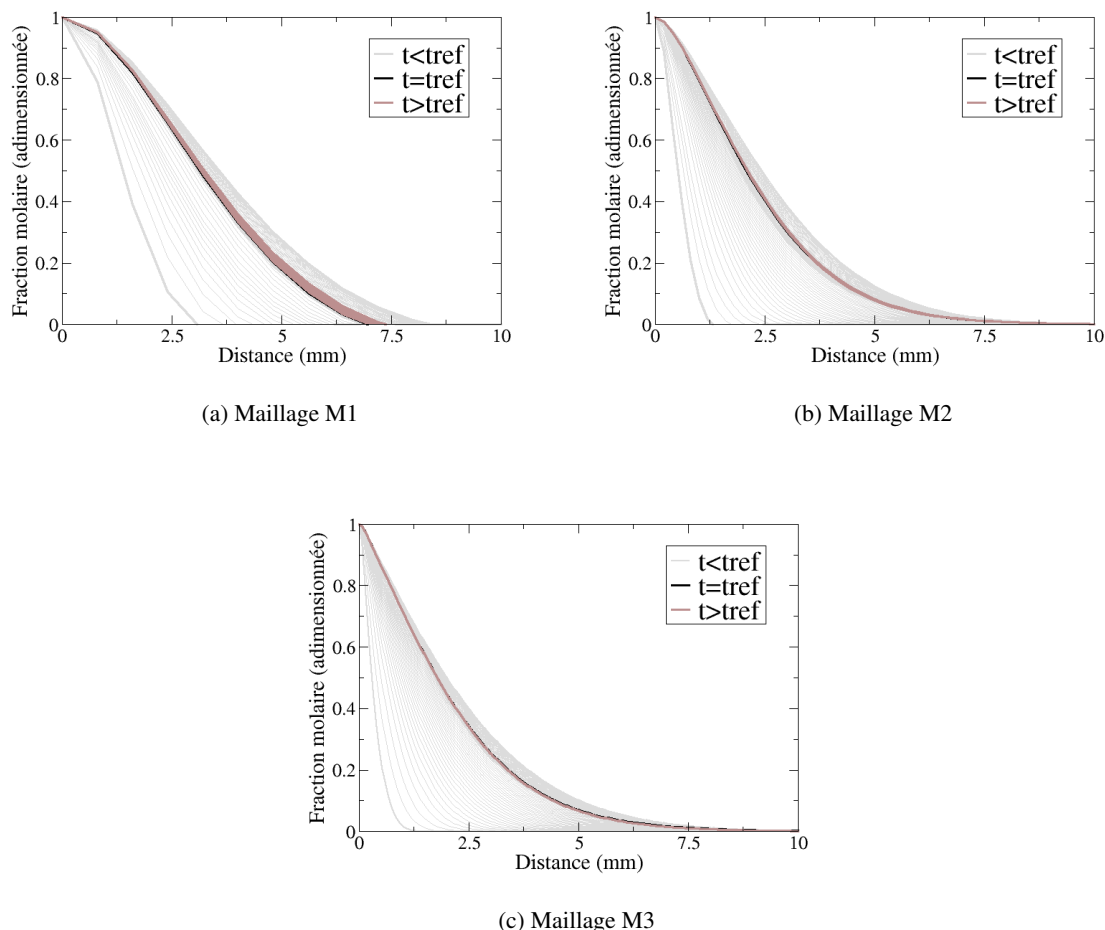 Fraction molaire (adimensionnée)
1
0.8
0.6
0.4
0.2
0
0
2.5
5
7.5
10
Distance (mm)
t<tref
t=tref
t>tref
(a) Maillage M1
Fraction molaire (adimensionnée)
1
0.8
0.6
0.4
0.2
0
0
2.5
5
7.5
10
Distance (mm)
t<tref
t=tref
t>tref
(b) Maillage M2
Fraction molaire (adimensionnée)
1
0.8
0.6
0.4
0.2
0
0
2.5
5
7.5
10
Distance (mm)
t<tref
t=tref
t>tref
(c) Maillage M3